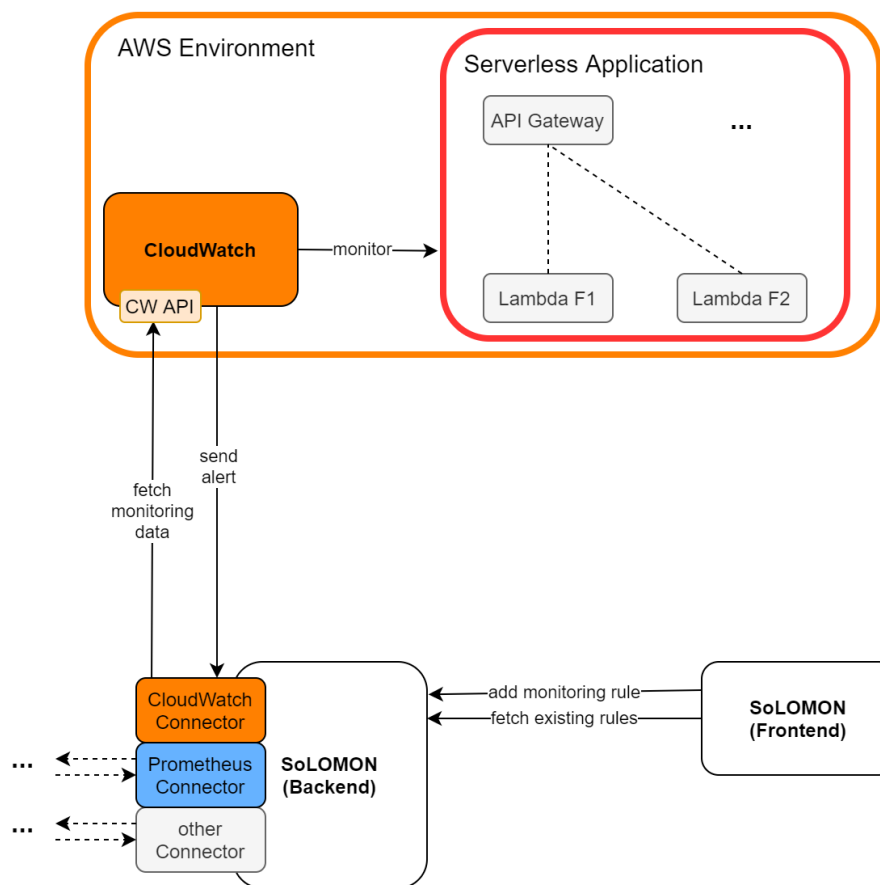 AWS Environment
Serverless Application
API Gateway
...
CloudWatch
monitor
CW API
Lambda F1
Lambda F2
send
alert
fetch
monitoring
data
CloudWatch
Connector
add monitoring rule
fetch existing rules
SoLOMON
(Frontend)
...
Prometheus
Connector
SoLOMON
(Backend)
...
other
Connector